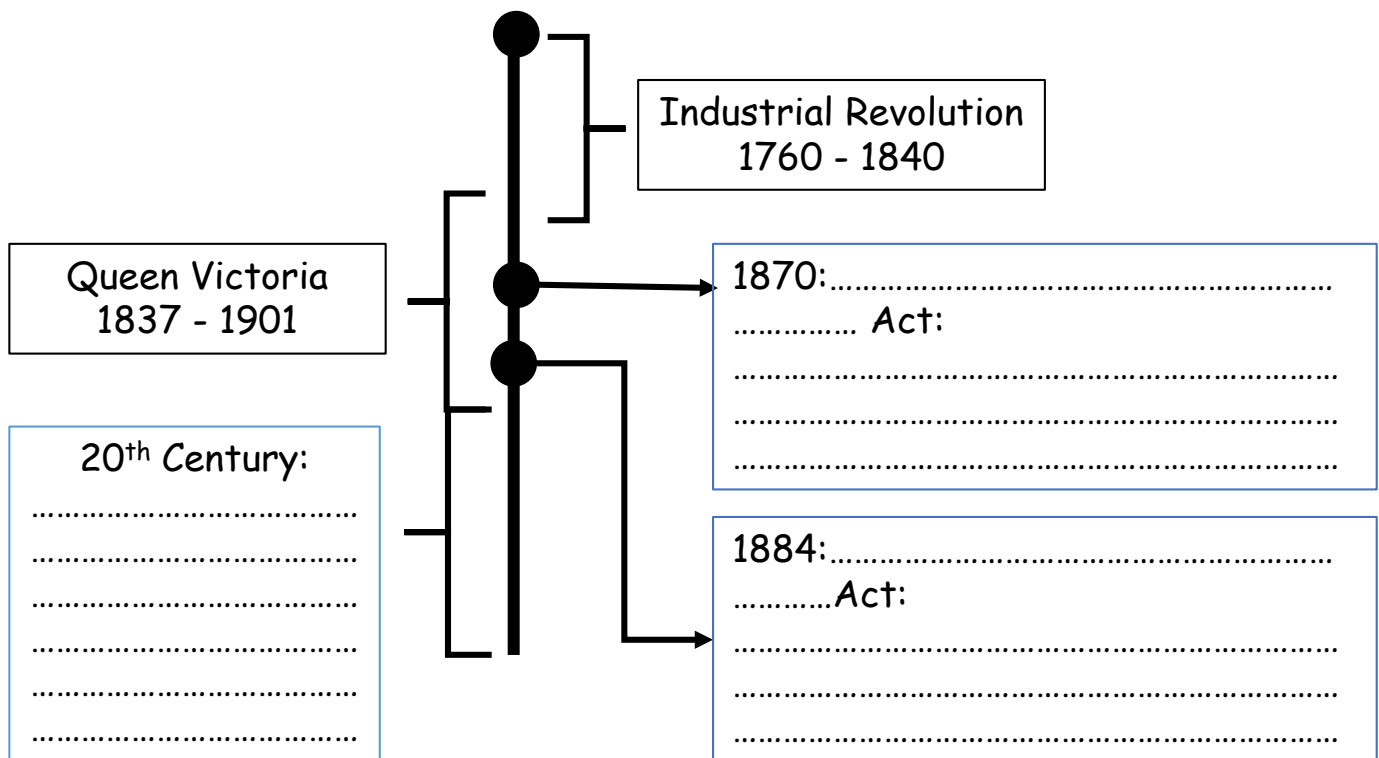 Industrial Revolution
1760 - 1840
Queen Victoria
1837 - 1901
1870:……………………………………………………
…………… Act:
………………………………………………………………
………………………………………………………………
………………………………………………………………
20th Century:
…………………………………
…………………………………
…………………………………
…………………………………
…………………………………
…………………………………
1884:……………………………………………………
…………Act:
………………………………………………………………
………………………………………………………………
………………………………………………………………